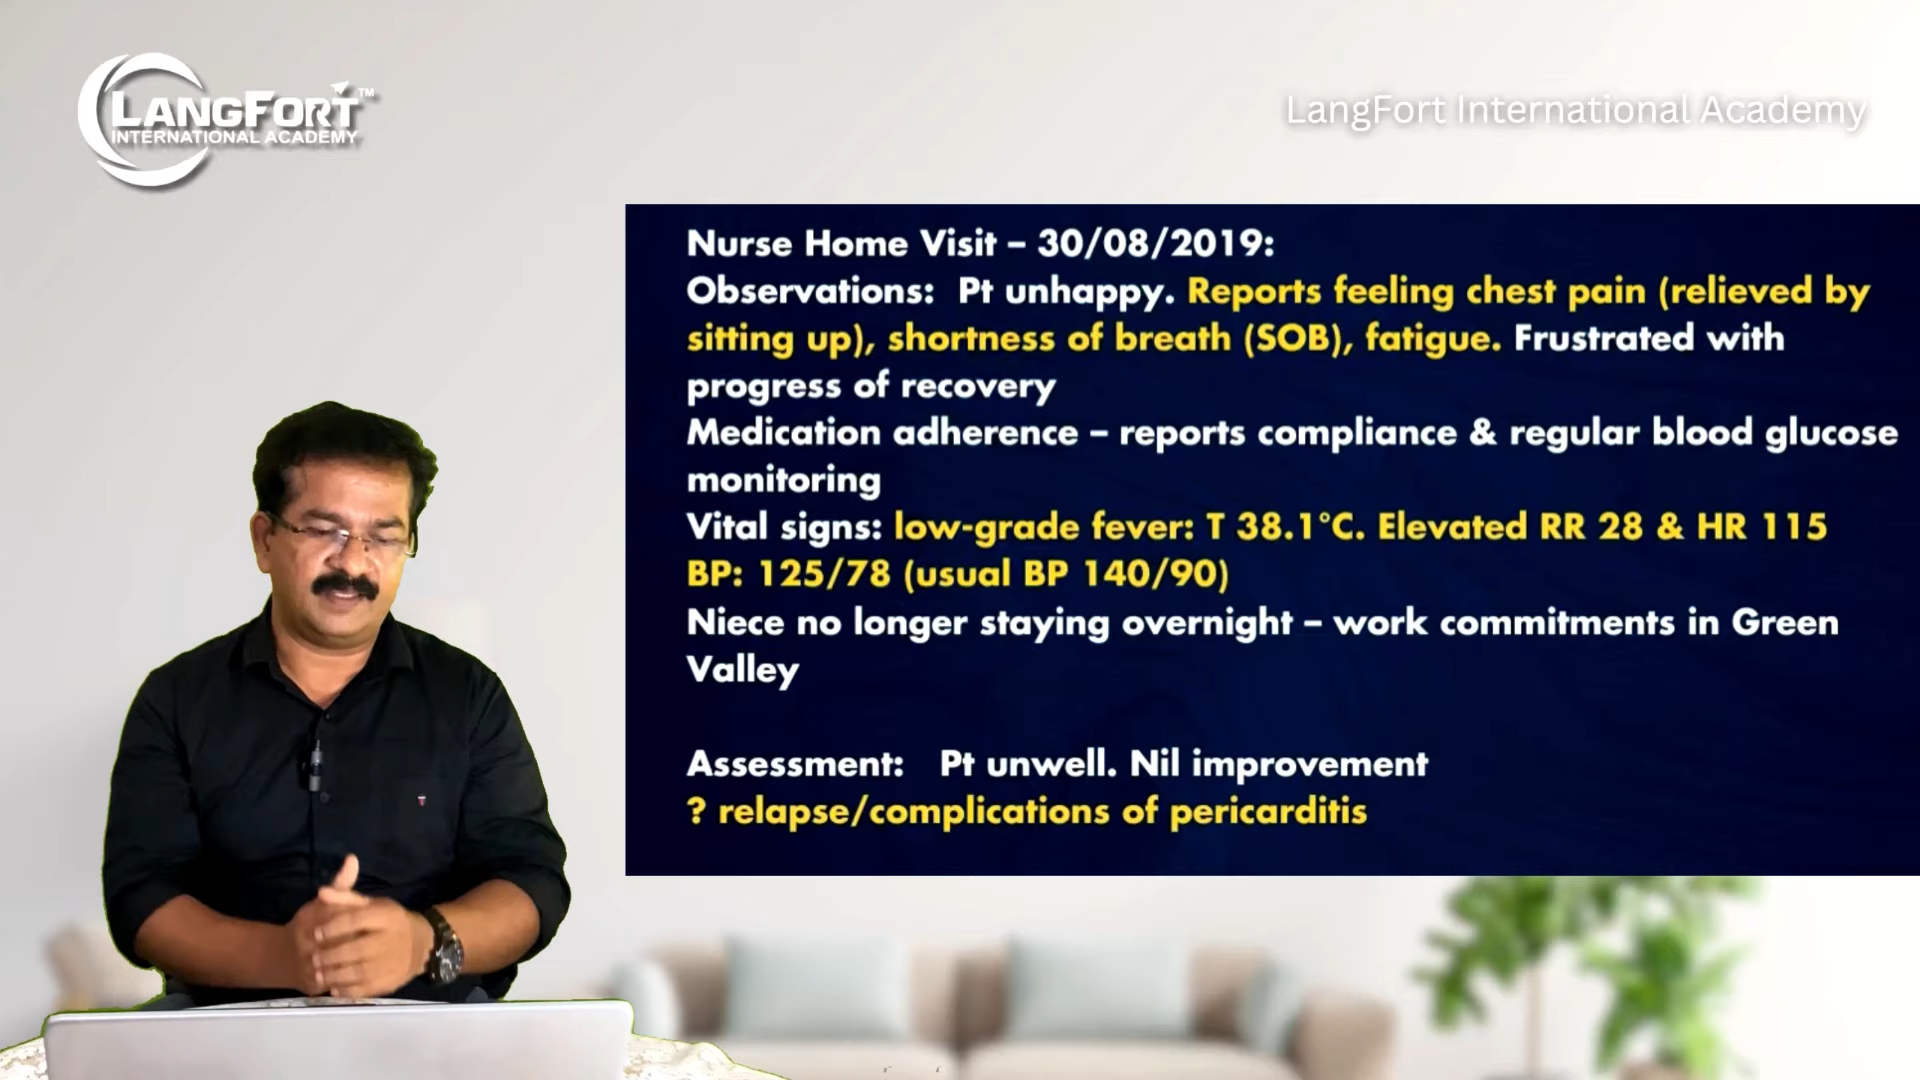 LANGFORT TM
INTERNATIONAL ACADEMY
LangFort International Academy
Nurse Home Visit – 30/08/2019:
Observations:  Pt unhappy. Reports feeling chest pain (relieved by
sitting up), shortness of breath (SOB), fatigue. Frustrated with
progress of recovery
Medication adherence – reports compliance & regular blood glucose
monitoring
Vital signs: low-grade fever: T 38.1°C. Elevated RR 28 & HR 115
BP: 125/78 (usual BP 140/90)
Niece no longer staying overnight – work commitments in Green
Valley
Assessment:   Pt unwell. Nil improvement
? relapse/complications of pericarditis